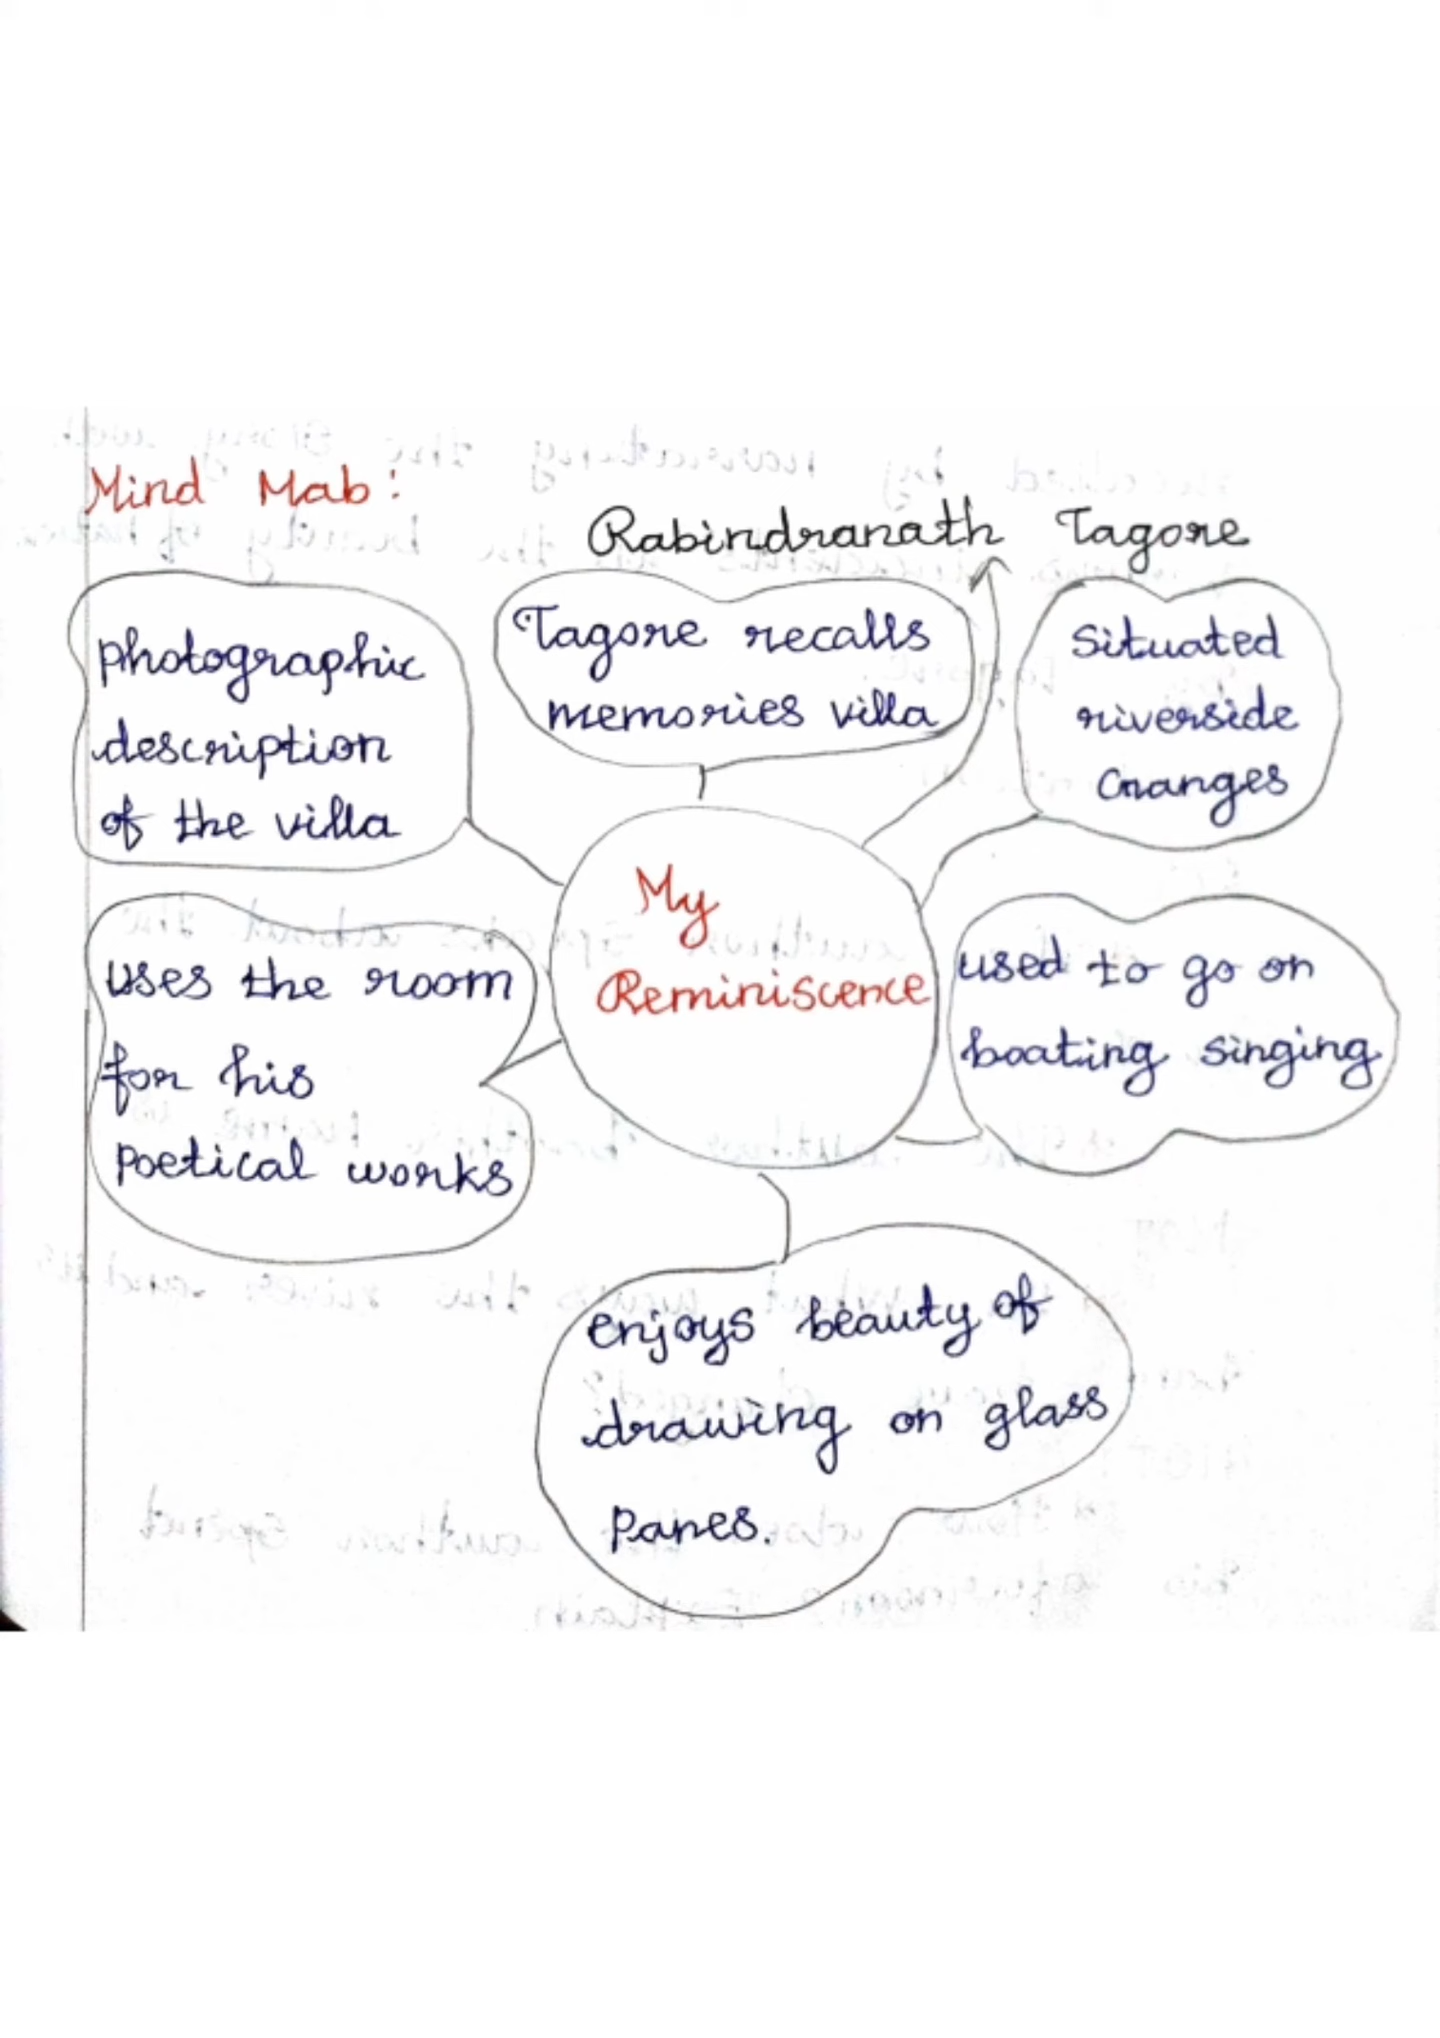 Mind Mab:
Rabindranath Tagore
photographic
description
of the villa
Tagore recalls
memories villa
Situated
riverside
Ganges
My
Reminiscence
uses the room
for his
poetical works
used to go on
boating singing
enjoys beauty of
drawing on glass
panes.